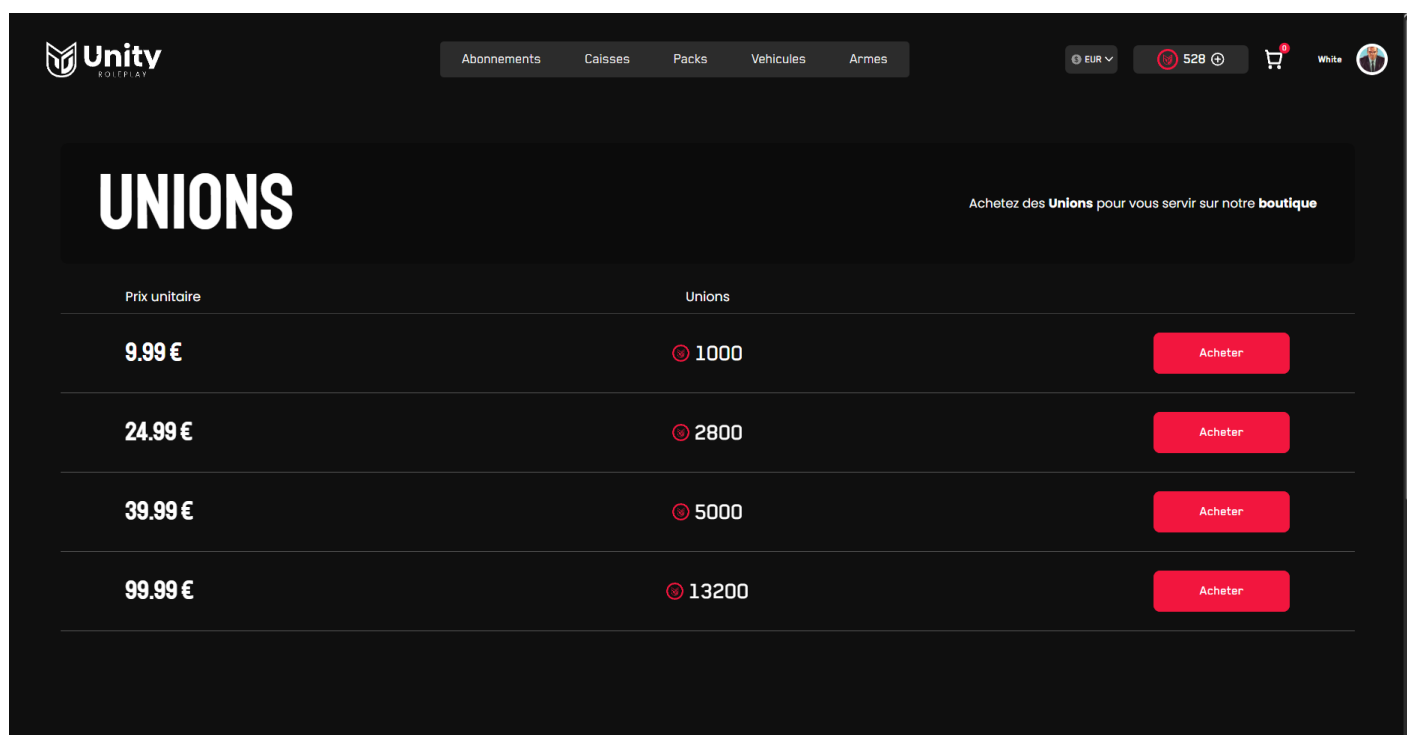 Unity
ROLEPLAY
Abonnements Caisses Packs Vehicules Armes
EUR
528
0
White
UNIONS
Achetez des Unions pour vous servir sur notre boutique
Prix unitaire Unions
9.99 € 1000 Acheter
24.99 € 2800 Acheter
39.99 € 5000 Acheter
99.99 € 13200 Acheter